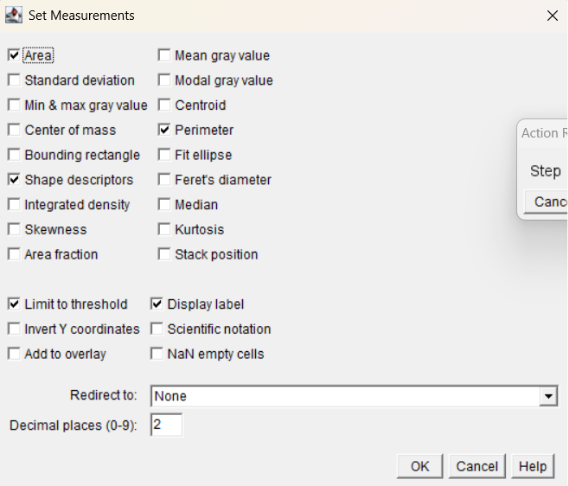 Set Measurements
Area Mean gray value
Standard deviation Modal gray value
Min & max gray value Centroid
Center of mass Perimeter
Bounding rectangle Fit ellipse
Shape descriptors Feret's diameter
Integrated density Median
Skewness Kurtosis
Area fraction Stack position
Limit to threshold Display label
Invert Y coordinates Scientific notation
Add to overlay NaN empty cells
Redirect to: None
Decimal places (0-9): 2
OK Cancel Help
Action R
Step
Canc